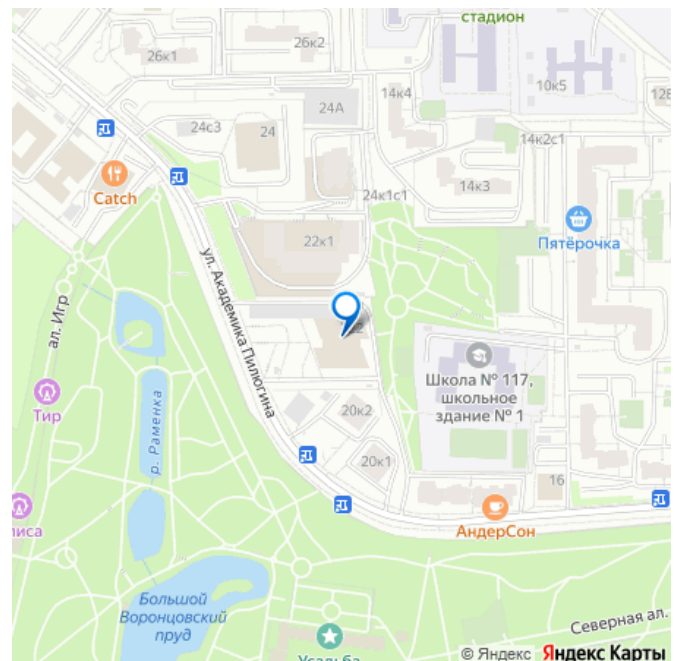 стадион
26к2
26к1
14к4
10к5
24А
24с3
24
14к2с1
Catch
24к1с1
14к3
Пятёрочка
22к1
ул. Академика Пилюгина
ал. Игр
Школа № 117,
школьное
здание № 1
Тир
р. Раменка
20к2
20к1
16
АндерСон
Большой
Воронцовский
пруд
Северная ал.
Усадьба
© Яндекс Яндекс Карты